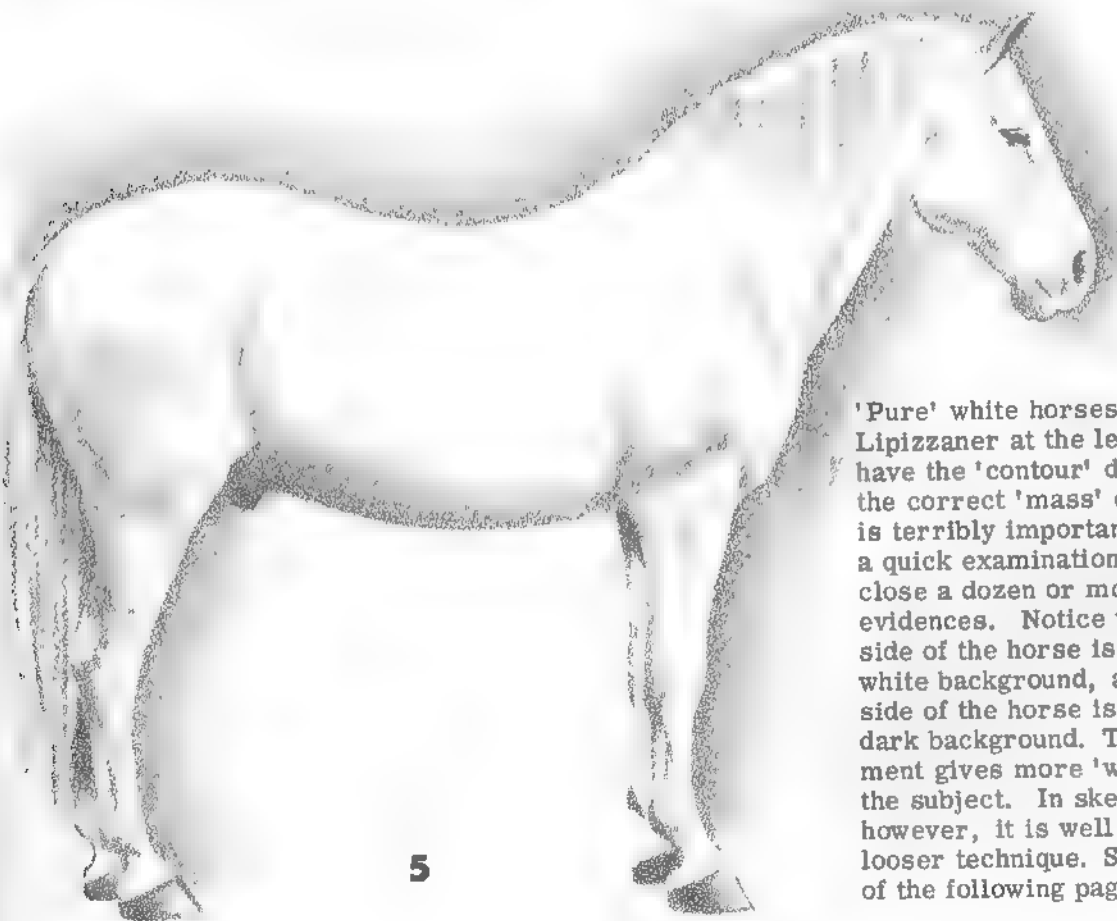 'Pure' white horses
Lipizzaner at the le
have the 'contour' d
the correct 'mass'
is terribly importan
a quick examination
close a dozen or mo
evidences. Notice
side of the horse is
white background, a
side of the horse is
dark background. T
ment gives more 'w
the subject. In ske
however, it is well
looser technique. S
of the following pag
5